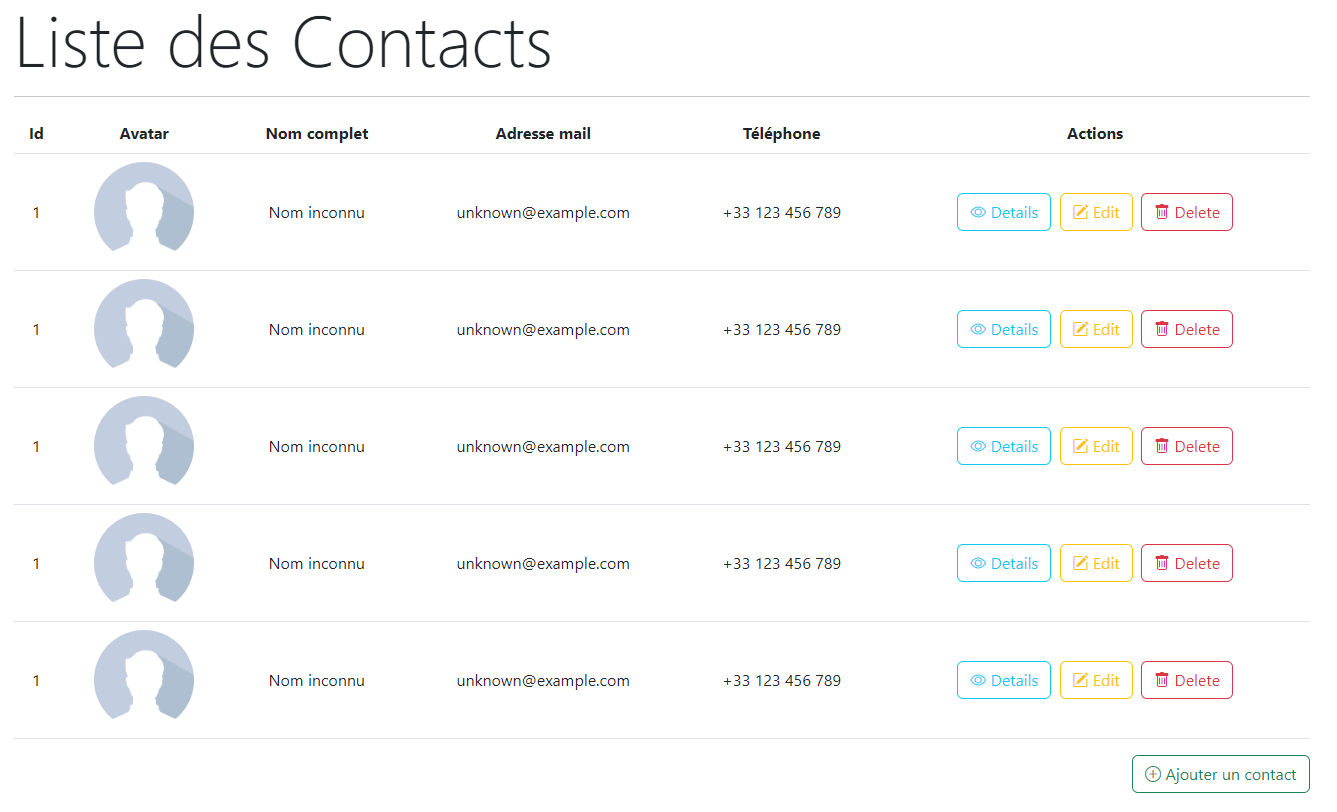 Liste des Contacts
Id Avatar Nom complet Adresse mail Téléphone Actions
1 Nom inconnu unknown@example.com +33 123 456 789 Details Edit Delete
1 Nom inconnu unknown@example.com +33 123 456 789 Details Edit Delete
1 Nom inconnu unknown@example.com +33 123 456 789 Details Edit Delete
1 Nom inconnu unknown@example.com +33 123 456 789 Details Edit Delete
1 Nom inconnu unknown@example.com +33 123 456 789 Details Edit Delete
Ajouter un contact